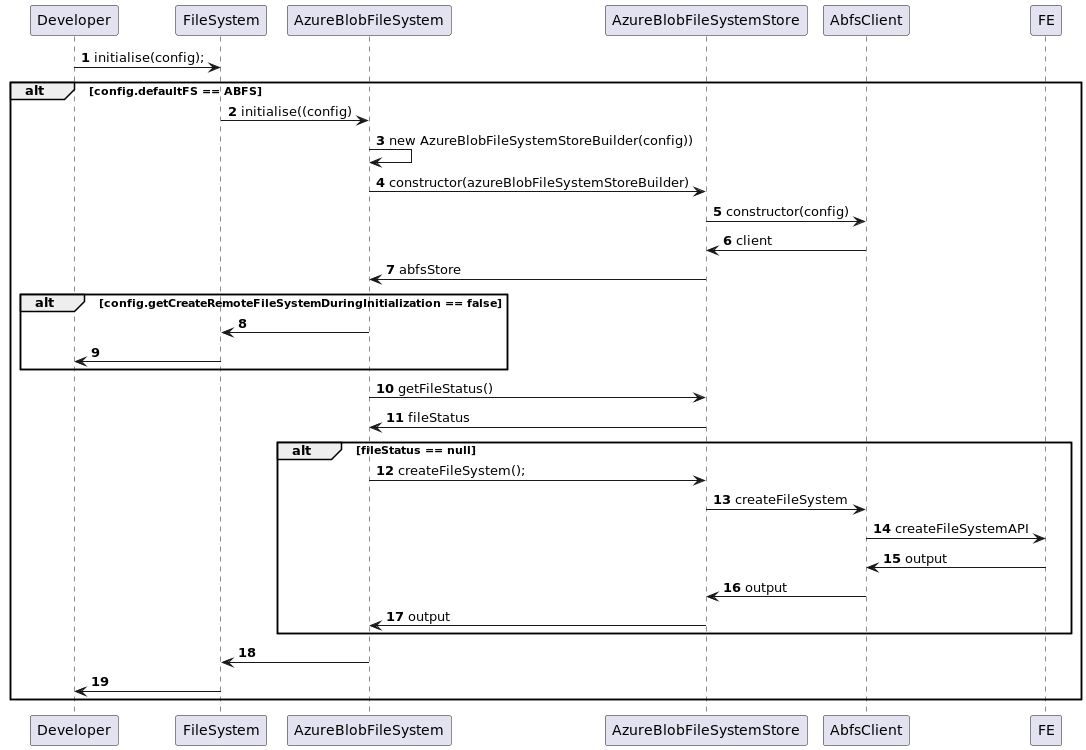 Developer FileSystem AzureBlobFileSystem AzureBlobFileSystemStore AbfsClient FE
1 initialise(config);
alt [config.defaultFS == ABFS]
2 initialise((config)
3 new AzureBlobFileSystemStoreBuilder(config))
4 constructor(azureBlobFileSystemStoreBuilder)
5 constructor(config)
6 client
7 abfsStore
alt [config.getCreateRemoteFileSystemDuringInitialization == false]
8
9
10 getFileStatus()
11 fileStatus
alt [fileStatus == null]
12 createFileSystem();
13 createFileSystem
14 createFileSystemAPI
15 output
16 output
17 output
18
19
Developer FileSystem AzureBlobFileSystem AzureBlobFileSystemStore AbfsClient FE